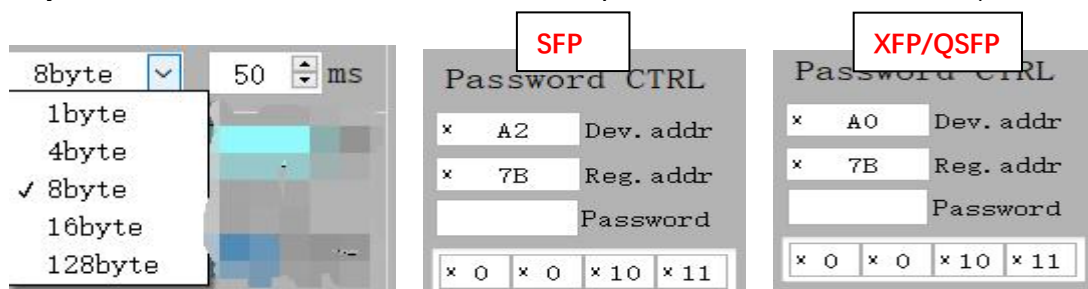 8byte 50 ms
1byte
4byte
✓ 8byte
16byte
128byte
SFP
Password CTRL
× A2 Dev. addr
× 7B Reg. addr
Password
× 0 × 0 × 10 × 11
XFP/QSFP
Password CTRL
× A0 Dev. addr
× 7B Reg. addr
Password
× 0 × 0 × 10 × 11